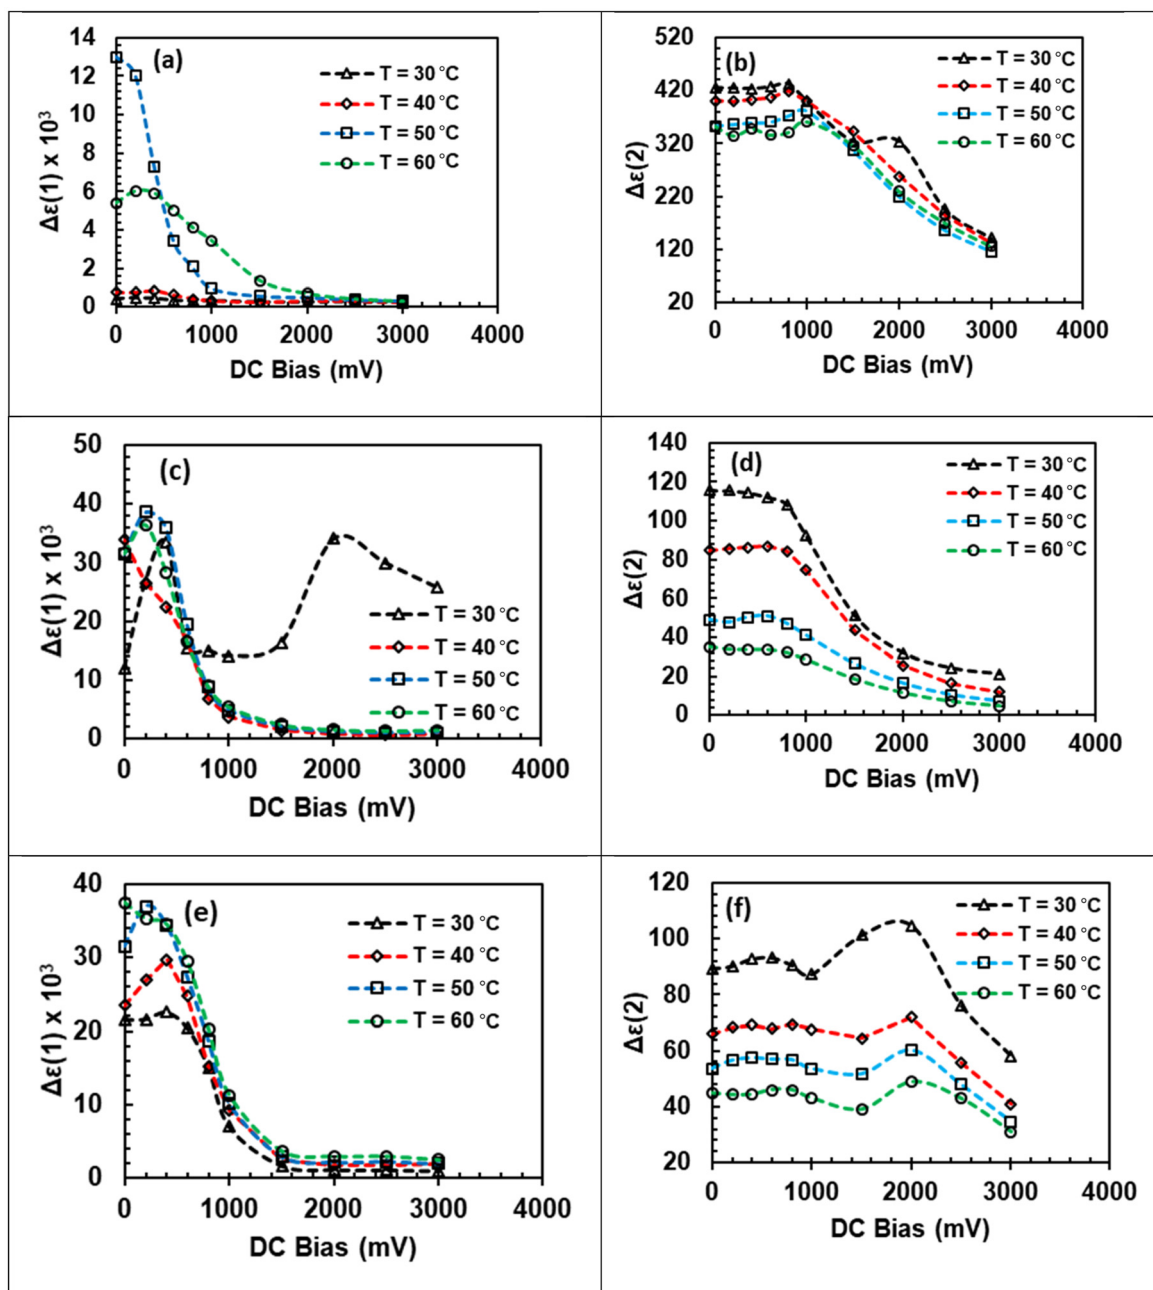 (a)
14
12
10
8
6
4
2
0
Δε(1) x 10³
T = 30 °C
T = 40 °C
T = 50 °C
T = 60 °C
0 1000 2000 3000 4000
DC Bias (mV)
(b)
520
420
320
220
120
20
Δε(2)
T = 30 °C
T = 40 °C
T = 50 °C
T = 60 °C
0 1000 2000 3000 4000
DC Bias (mV)
(c)
50
40
30
20
10
0
Δε(1) x 10³
T = 30 °C
T = 40 °C
T = 50 °C
T = 60 °C
0 1000 2000 3000 4000
DC Bias (mV)
(d)
140
120
100
80
60
40
20
0
Δε(2)
T = 30 °C
T = 40 °C
T = 50 °C
T = 60 °C
0 1000 2000 3000 4000
DC Bias (mV)
(e)
40
30
20
10
0
Δε(1) x 10³
T = 30 °C
T = 40 °C
T = 50 °C
T = 60 °C
0 1000 2000 3000 4000
DC Bias (mV)
(f)
120
100
80
60
40
20
Δε(2)
T = 30 °C
T = 40 °C
T = 50 °C
T = 60 °C
0 1000 2000 3000 4000
DC Bias (mV)